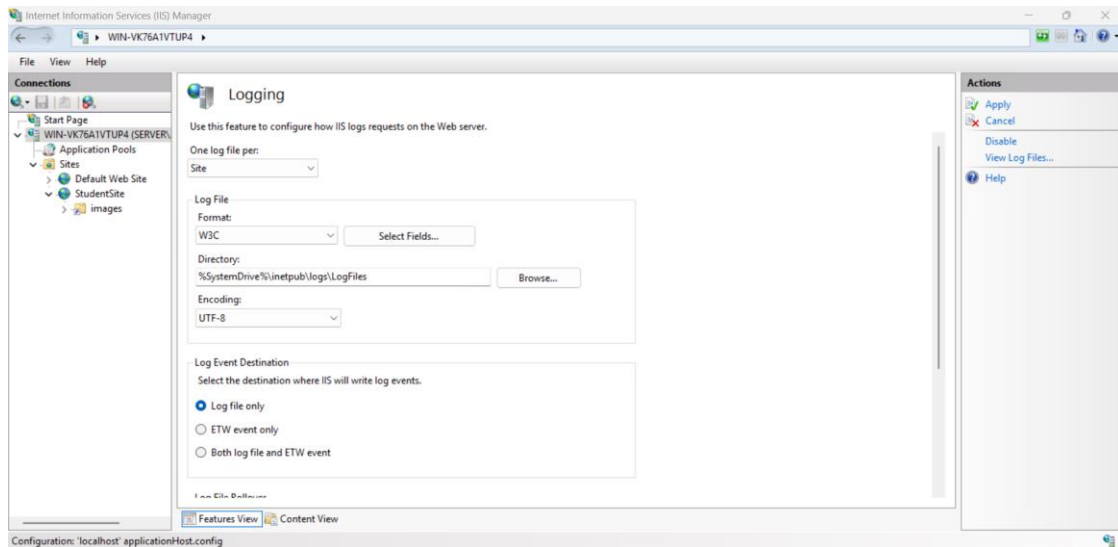 Internet Information Services (IIS) Manager
WIN-VK76A1VTUP4
File View Help
Connections
Start Page
WIN-VK76A1VTUP4 (SERVER\
Application Pools
Sites
Default Web Site
StudentSite
images
Logging
Use this feature to configure how IIS logs requests on the Web server.
One log file per:
Site
Log File
Format:
W3C
Select Fields...
Directory:
%SystemDrive%\inetpub\logs\LogFiles
Browse...
Encoding:
UTF-8
Log Event Destination
Select the destination where IIS will write log events.
Log file only
ETW event only
Both log file and ETW event
Log File Rollover
Features View Content View
Actions
Apply
Cancel
Disable
View Log Files...
Help
Configuration: 'localhost' applicationHost.config